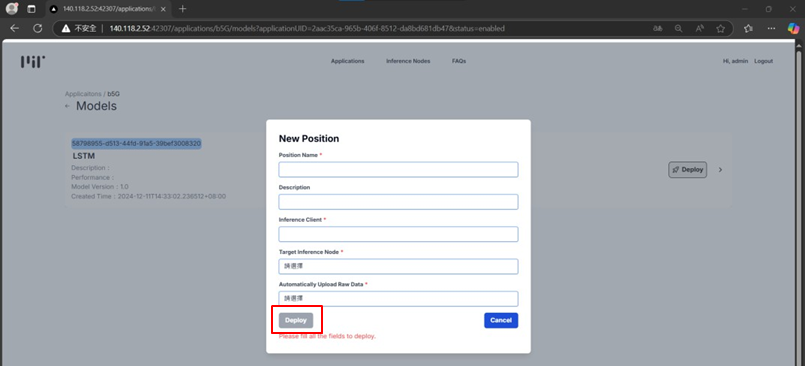 140.118.2.52:42307/applications/b5
不安全 140.118.2.52:42307/applications/b5G/models?applicationUID=2aac35ca-965b-406f-8512-da8bd681db47&status=enabled
Applications Inference Nodes FAQs Hi, admin Logout
Applications / b5G
Models
58798955-d513-44fd-91a5-39bef3008320
LSTM
Description :
Performance :
Model Version : 1.0
Created Time : 2024-12-11T14:33:02.236512+08:00
Deploy
New Position
Position Name *
Description
Inference Client *
Target Inference Node *
請選擇
Automatically Upload Raw Data *
請選擇
Deploy Cancel
Please fill all the fields to deploy.